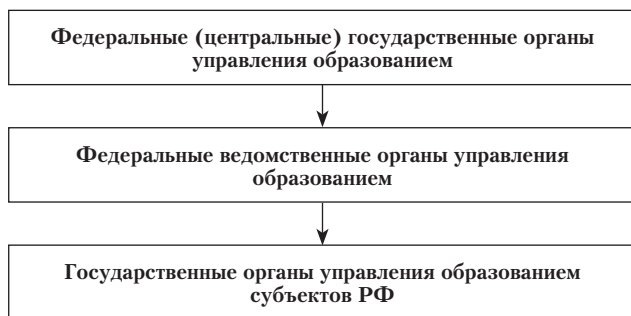 Федеральные (центральные) государственные органы
управления образованием
Федеральные ведомственные органы управления
образованием
Государственные органы управления образованием
субъектов РФ